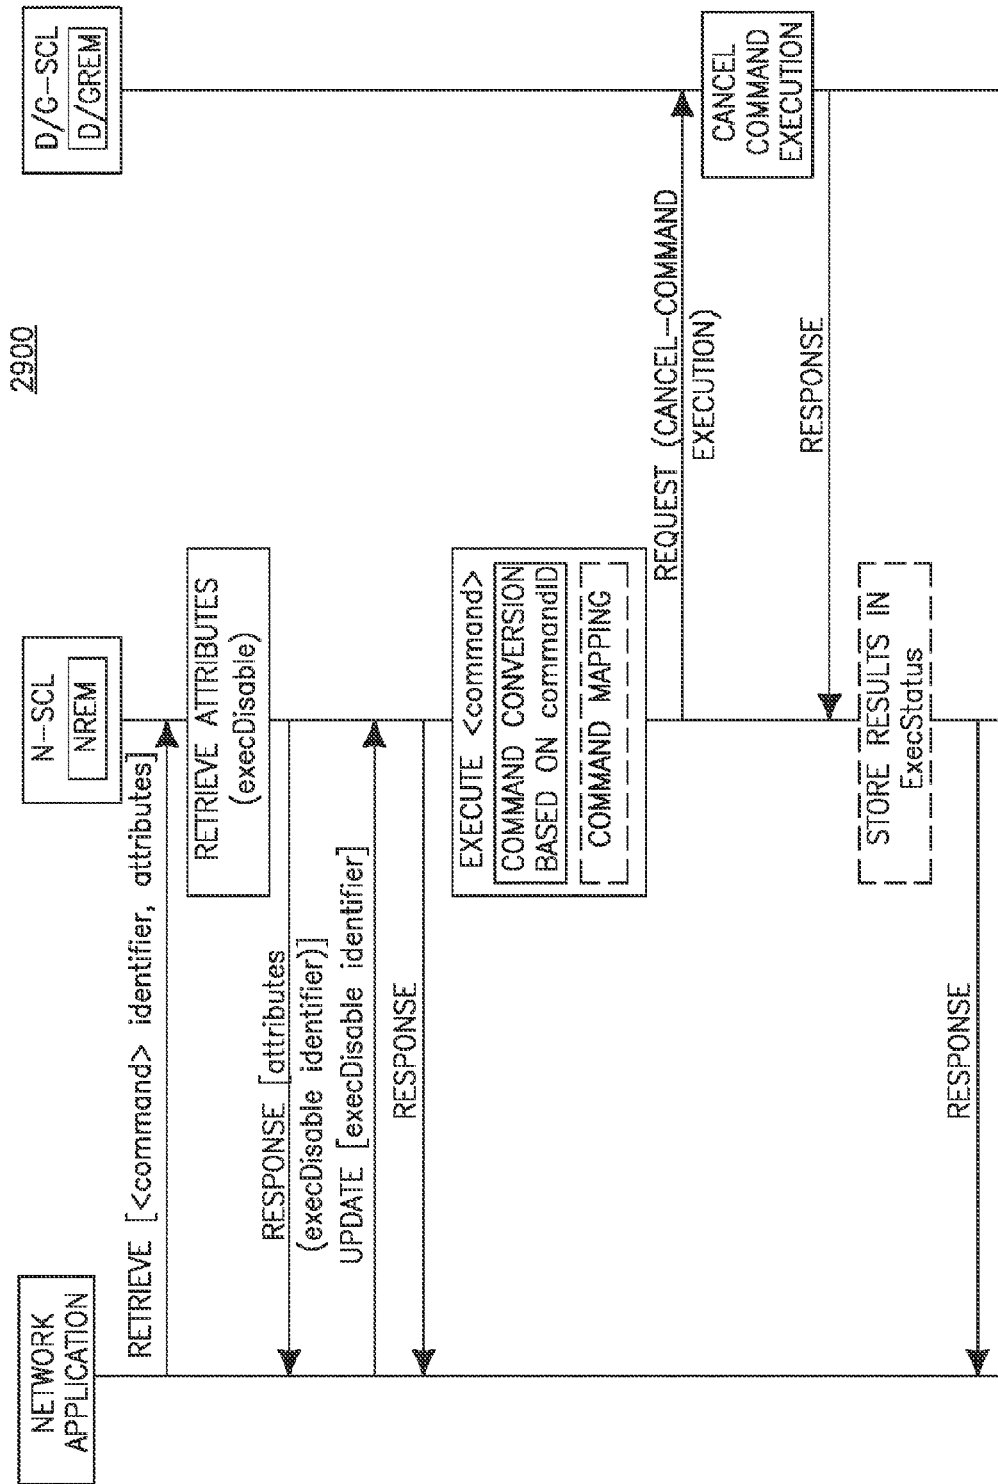 2900
NETWORK
APPLICATION
N-SCL
NREM
D/G-SCL
D/GREM
RETRIEVE [<command> identifier, attributes]
RETRIEVE ATTRIBUTES
(execDisable)
RESPONSE [attributes
(execDisable identifier)]
UPDATE [execDisable identifier]
RESPONSE
EXECUTE <command>
COMMAND CONVERSION
BASED ON commandID
COMMAND MAPPING
REQUEST (CANCEL-COMMAND
EXECUTION)
CANCEL
COMMAND
EXECUTION
RESPONSE
STORE RESULTS IN
ExecStatus
RESPONSE